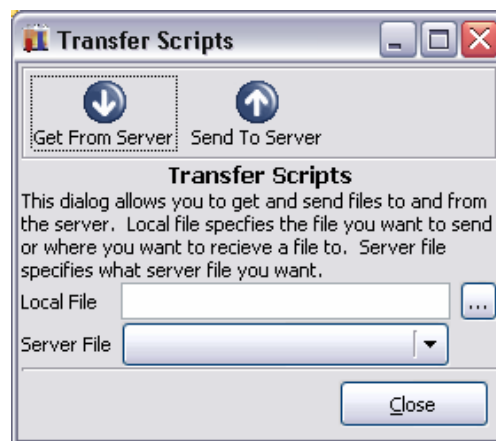 Transfer Scripts
Get From Server Send To Server
Transfer Scripts
This dialog allows you to get and send files to and from
the server. Local file specfies the file you want to send
or where you want to recieve a file to. Server file
specifies what server file you want.
Local File ...
Server File
Close